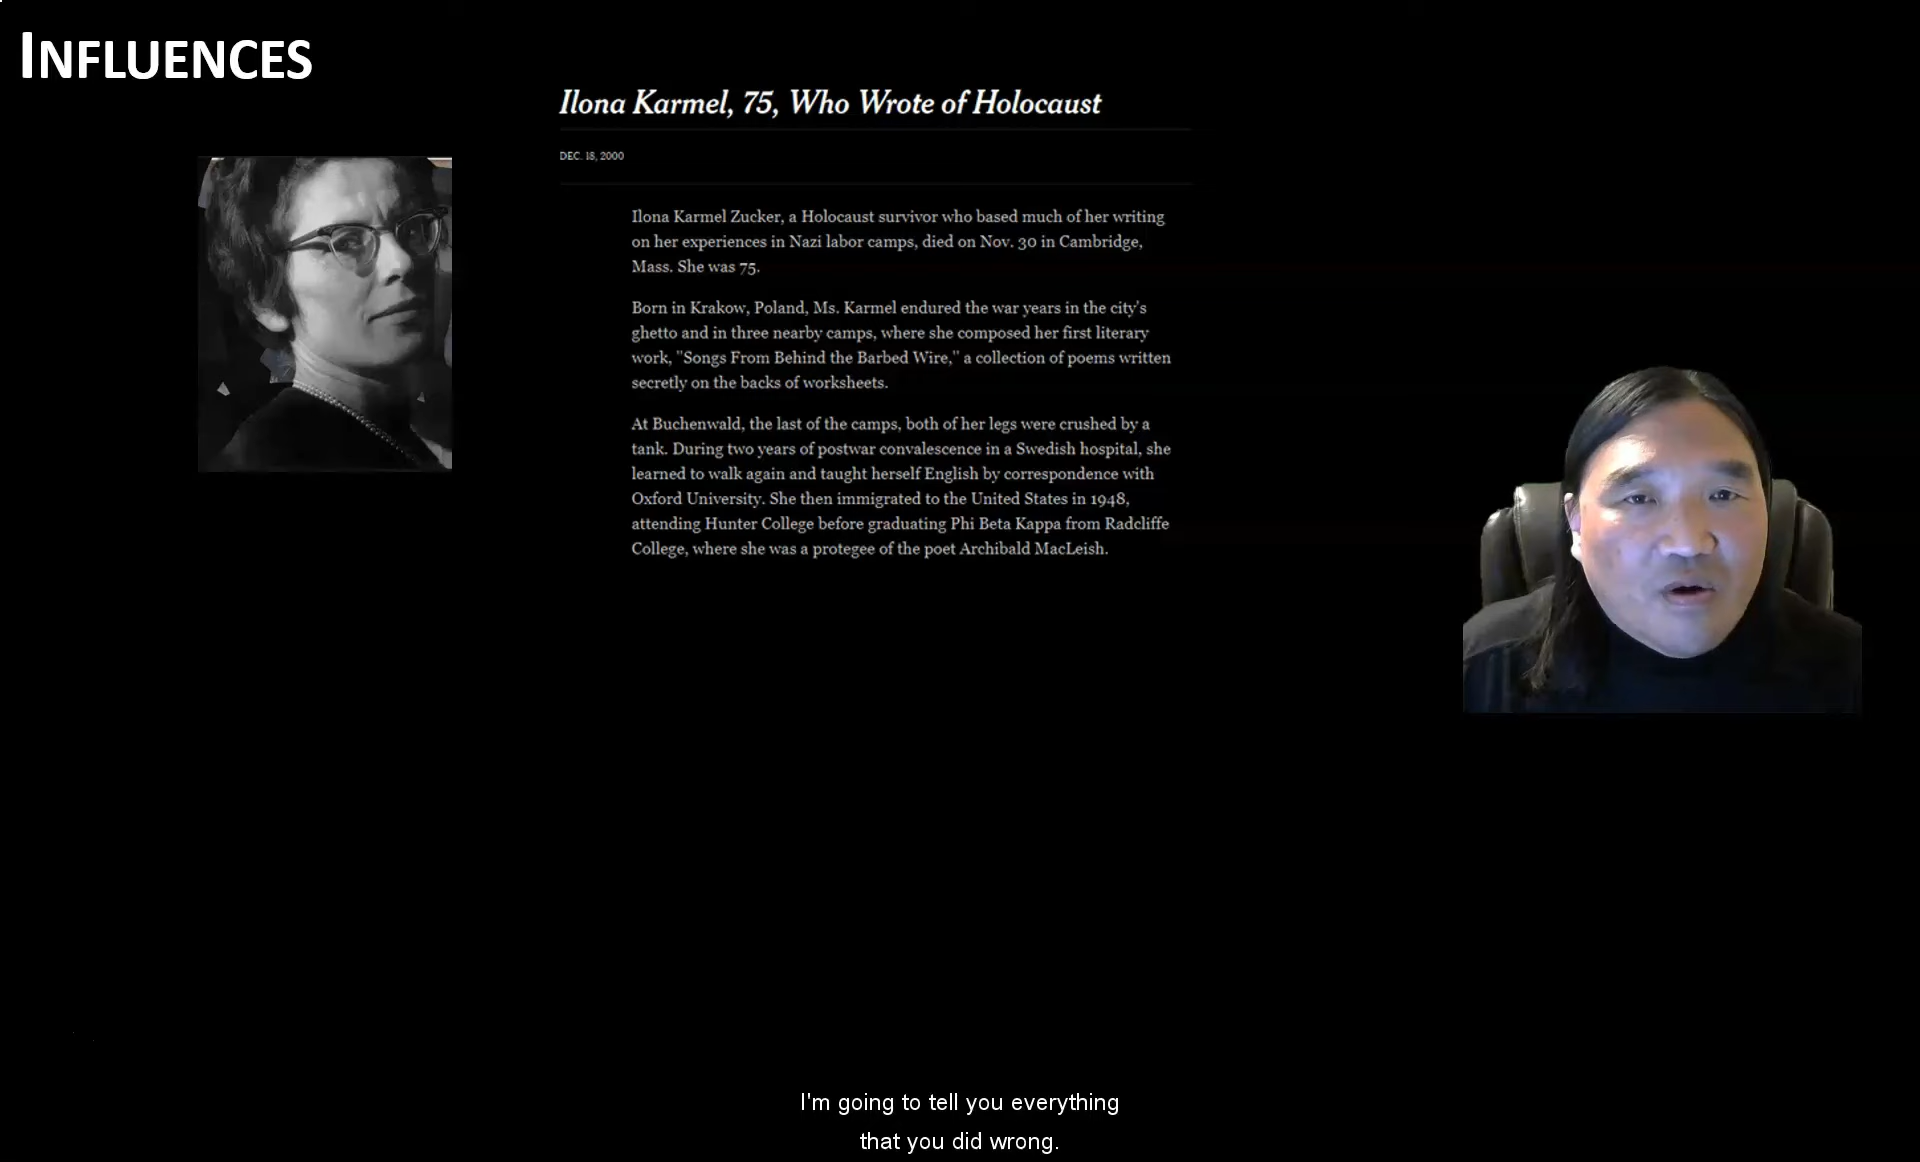 INFLUENCES
Ilona Karmel, 75, Who Wrote of Holocaust
DEC. 18, 2000
Ilona Karmel Zucker, a Holocaust survivor who based much of her writing
on her experiences in Nazi labor camps, died on Nov. 30 in Cambridge,
Mass. She was 75.
Born in Krakow, Poland, Ms. Karmel endured the war years in the city's
ghetto and in three nearby camps, where she composed her first literary
work, "Songs From Behind the Barbed Wire," a collection of poems written
secretly on the backs of worksheets.
At Buchenwald, the last of the camps, both of her legs were crushed by a
tank. During two years of postwar convalescence in a Swedish hospital, she
learned to walk again and taught herself English by correspondence with
Oxford University. She then immigrated to the United States in 1948,
attending Hunter College before graduating Phi Beta Kappa from Radcliffe
College, where she was a protegee of the poet Archibald MacLeish.
I'm going to tell you everything
that you did wrong.